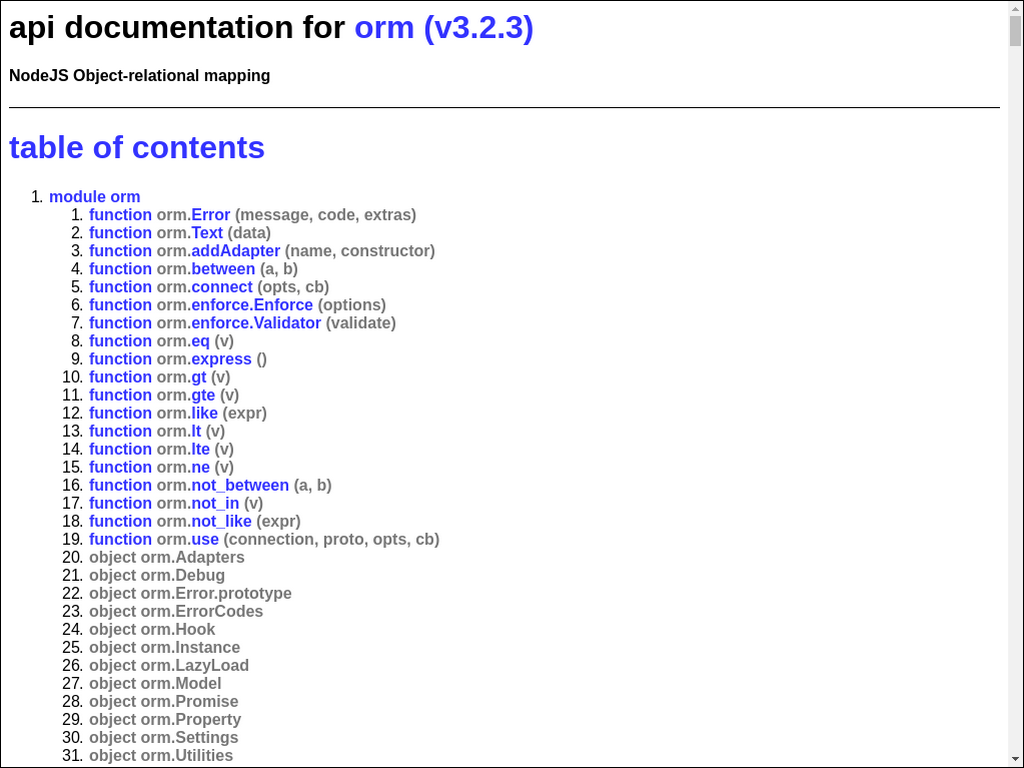 api documentation for orm (v3.2.3)
NodeJS Object-relational mapping
table of contents
1. module orm
1. function orm.Error (message, code, extras)
2. function orm.Text (data)
3. function orm.addAdapter (name, constructor)
4. function orm.between (a, b)
5. function orm.connect (opts, cb)
6. function orm.enforce.Enforce (options)
7. function orm.enforce.Validator (validate)
8. function orm.eq (v)
9. function orm.express ()
10. function orm.gt (v)
11. function orm.gte (v)
12. function orm.like (expr)
13. function orm.lt (v)
14. function orm.lte (v)
15. function orm.ne (v)
16. function orm.not_between (a, b)
17. function orm.not_in (v)
18. function orm.not_like (expr)
19. function orm.use (connection, proto, opts, cb)
20. object orm.Adapters
21. object orm.Debug
22. object orm.Error.prototype
23. object orm.ErrorCodes
24. object orm.Hook
25. object orm.Instance
26. object orm.LazyLoad
27. object orm.Model
28. object orm.Promise
29. object orm.Property
30. object orm.Settings
31. object orm.Utilities